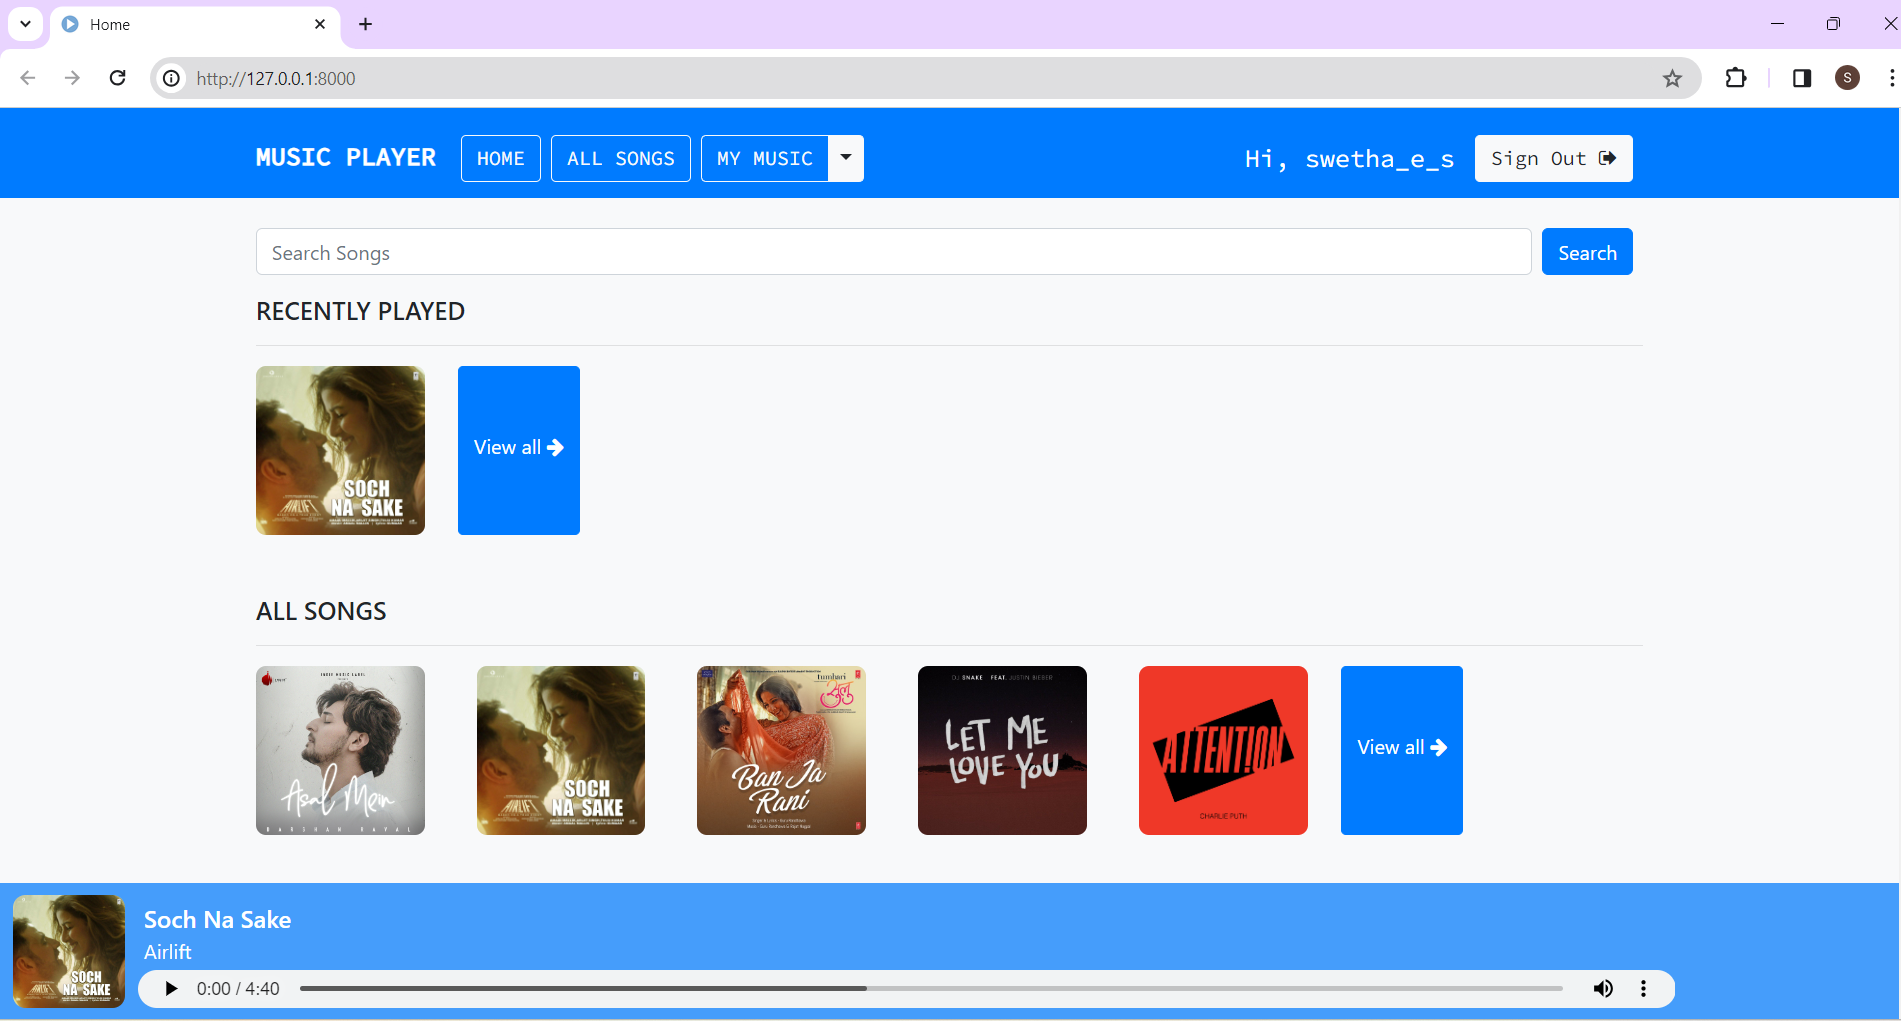 Home
http://127.0.0.1:8000
S
MUSIC PLAYER
HOME
ALL SONGS
MY MUSIC
Hi, swetha_e_s
Sign Out
Search Songs
Search
RECENTLY PLAYED
AIRLIFT
SOCH
NA SAKE
View all
ALL SONGS
Asal Mein
DARSHAN RAVAL
AIRLIFT
SOCH
NA SAKE
tumhari
सुलु
Ban Ja
Rani
DJ SNAKE FEAT. JUSTIN BIEBER
LET ME
LOVE YOU
ATTENTION
CHARLIE PUTH
View all
AIRLIFT
SOCH
NA SAKE
Soch Na Sake
Airlift
0:00 / 4:40